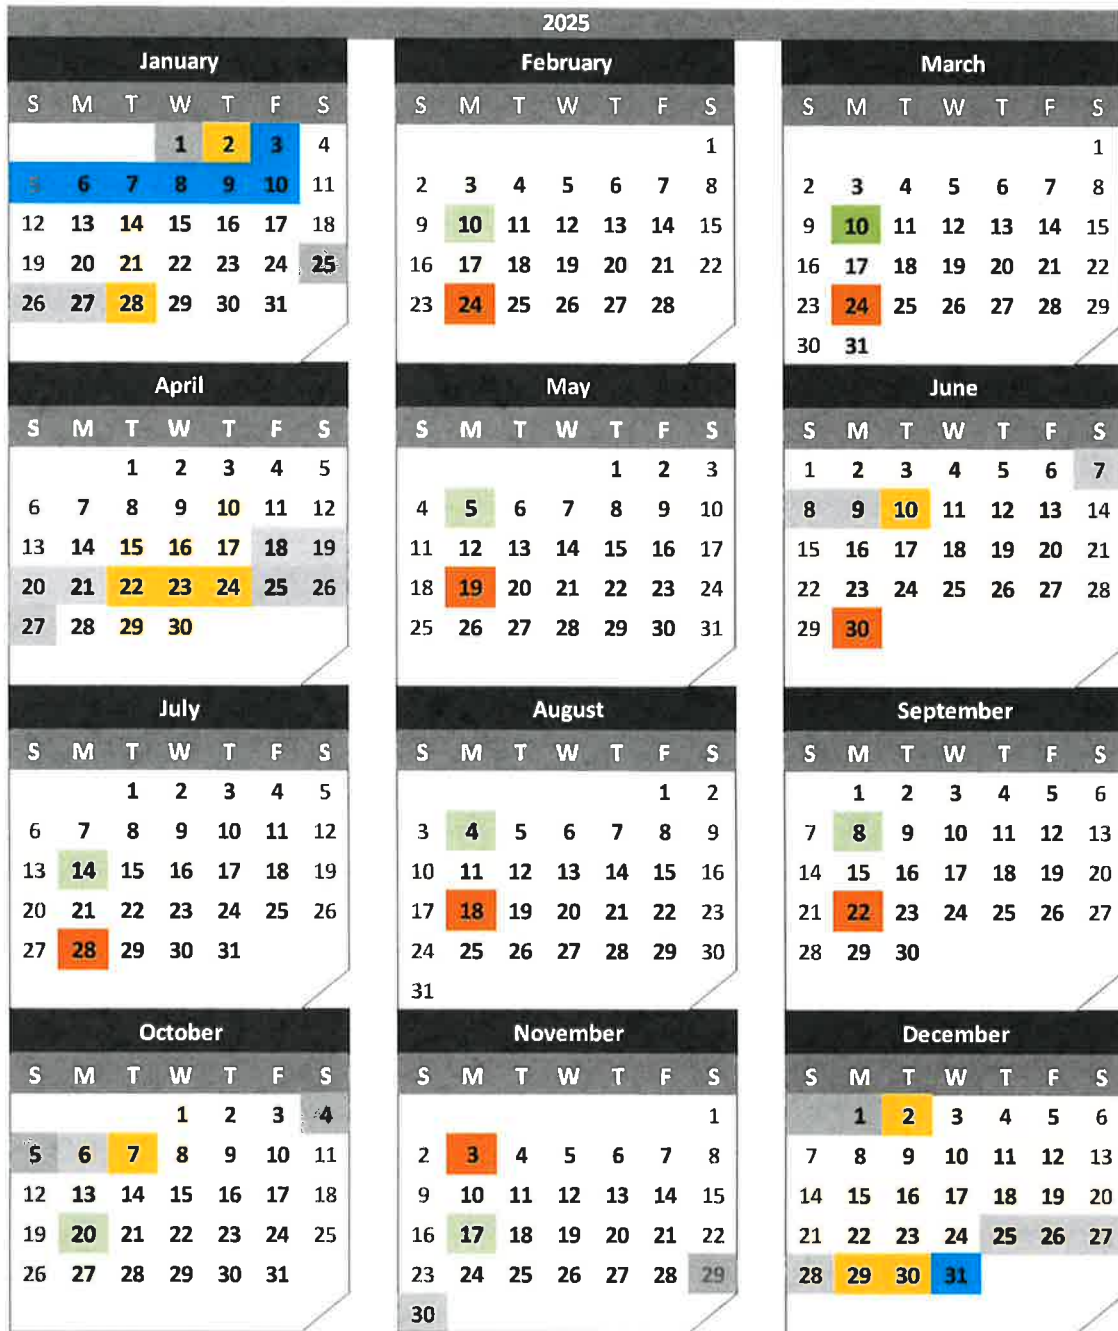 2025
January February March
S M T W T F S S M T W T F S S M T W T F S
1 2 3 4 1 1
5 6 7 8 9 10 11 2 3 4 5 6 7 8 2 3 4 5 6 7 8
12 13 14 15 16 17 18 9 10 11 12 13 14 15 9 10 11 12 13 14 15
19 20 21 22 23 24 25 16 17 18 19 20 21 22 16 17 18 19 20 21 22
26 27 28 29 30 31 23 24 25 26 27 28 23 24 25 26 27 28 29
30 31
April May June
S M T W T F S S M T W T F S S M T W T F S
1 2 3 4 5 1 2 3 1 2 3 4 5 6 7
6 7 8 9 10 11 12 4 5 6 7 8 9 10 8 9 10 11 12 13 14
13 14 15 16 17 18 19 11 12 13 14 15 16 17 15 16 17 18 19 20 21
20 21 22 23 24 25 26 18 19 20 21 22 23 24 22 23 24 25 26 27 28
27 28 29 30 25 26 27 28 29 30 31 29 30
July August September
S M T W T F S S M T W T F S S M T W T F S
1 2 3 4 5 1 2 1 2 3 4 5 6
6 7 8 9 10 11 12 3 4 5 6 7 8 9 7 8 9 10 11 12 13
13 14 15 16 17 18 19 10 11 12 13 14 15 16 14 15 16 17 18 19 20
20 21 22 23 24 25 26 17 18 19 20 21 22 23 21 22 23 24 25 26 27
27 28 29 30 31 24 25 26 27 28 29 30 28 29 30
31
October November December
S M T W T F S S M T W T F S S M T W T F S
1 2 3 4 1 1 2 3 4 5 6
5 6 7 8 9 10 11 2 3 4 5 6 7 8 7 8 9 10 11 12 13
12 13 14 15 16 17 18 9 10 11 12 13 14 15 14 15 16 17 18 19 20
19 20 21 22 23 24 25 16 17 18 19 20 21 22 21 22 23 24 25 26 27
26 27 28 29 30 31 23 24 25 26 27 28 29 28 29 30 31
30